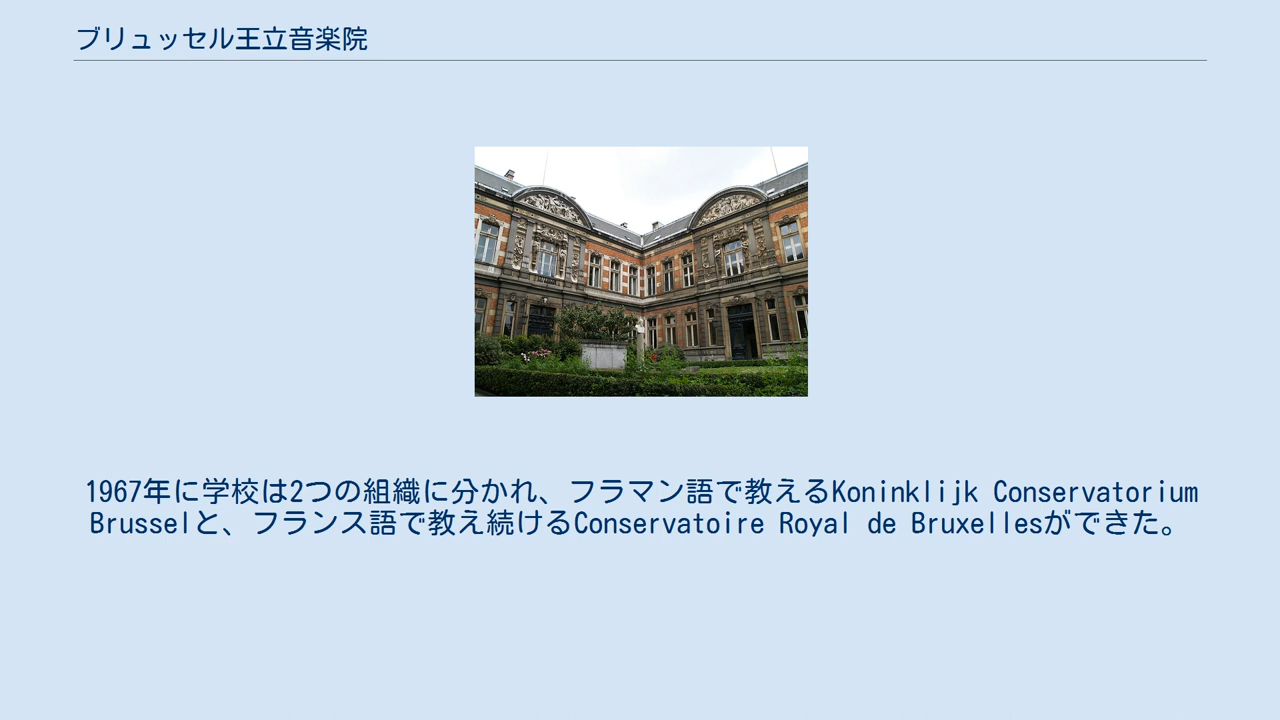 ブリュッセル王立音楽院
1967年に学校は2つの組織に分かれ、フラマン語で教えるKoninklijk Conservatorium
Brusselと、フランス語で教え続けるConservatoire Royal de Bruxellesができた。